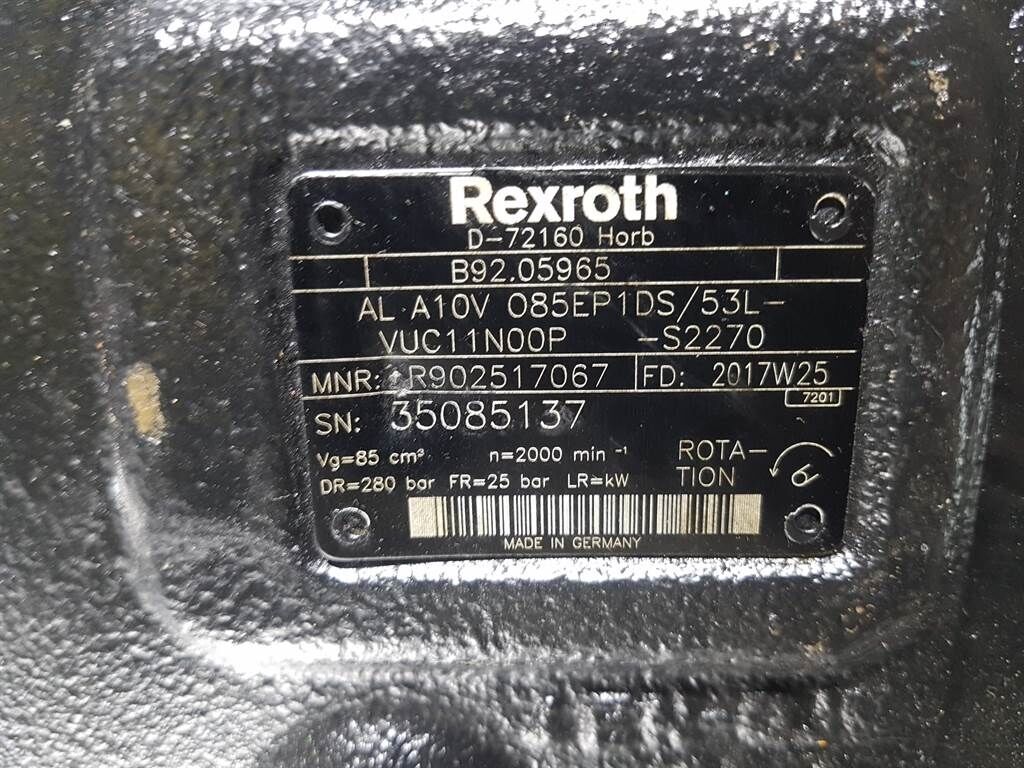 Rexroth
D-72160 Horb
B92.05965
AL A10V O85EP1DS/53L-
VUC11N00P -S2270
MNR: R902517067 FD: 2017W25
7201
SN: 35085137
Vg=85 cm³ n=2000 min⁻¹ ROTA-
DR=280 bar FR=25 bar LR=kW TION
MADE IN GERMANY